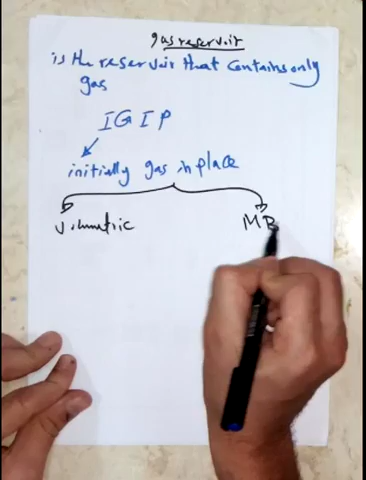 gas reservoir
is the reservoir that contains only
gas
IGIP
initially gas in place
volumetric MB